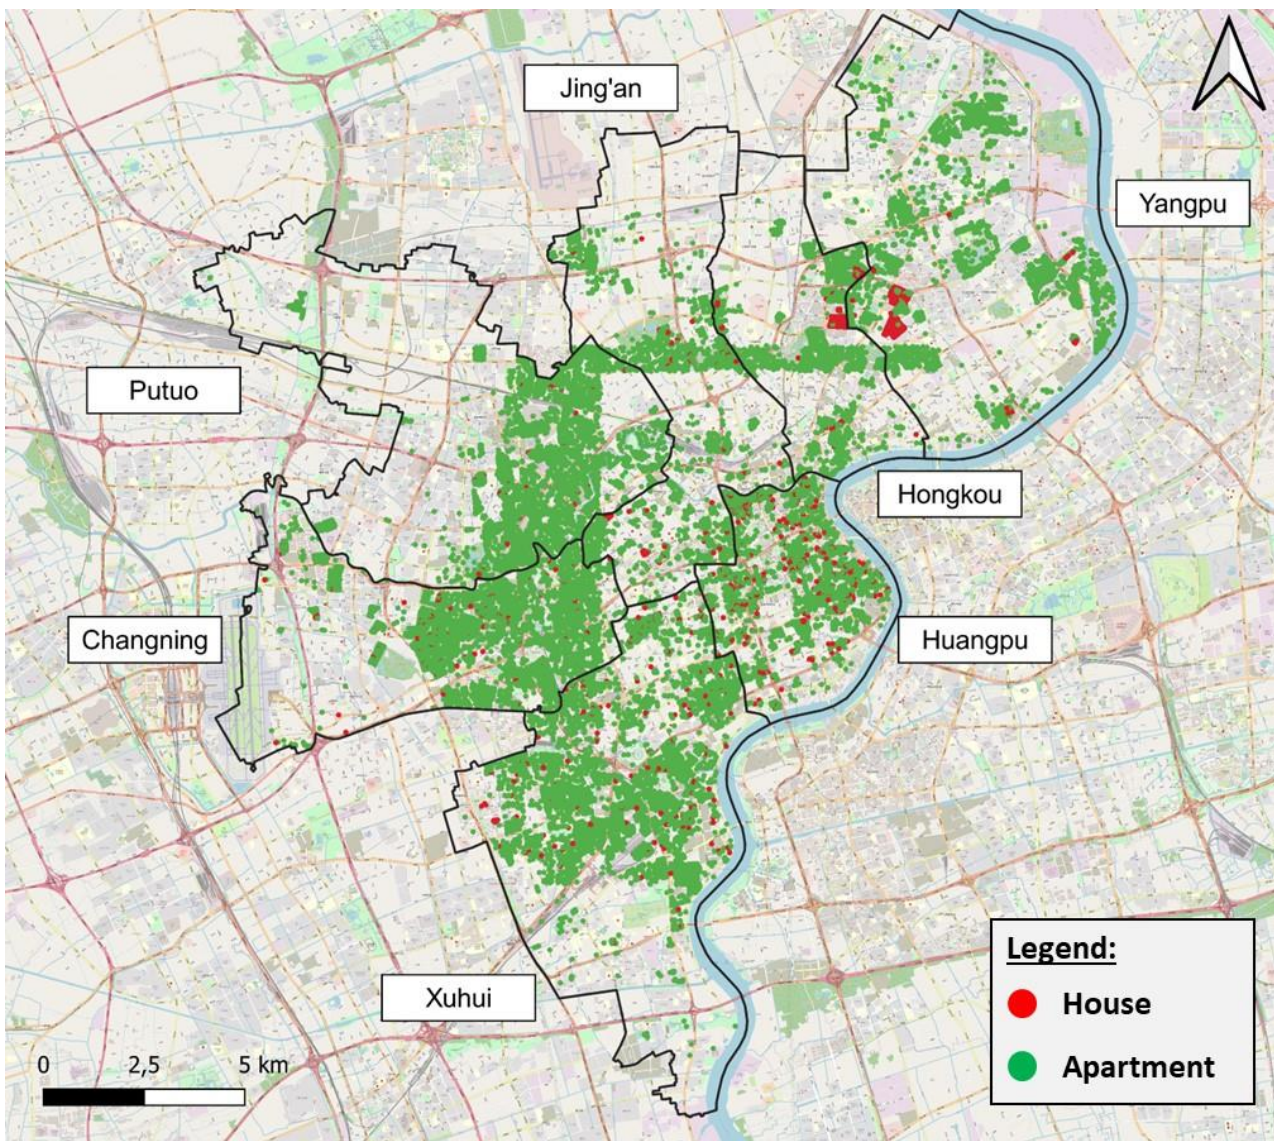 Jing'an
Yangpu
Putuo
Hongkou
Changning
Huangpu
Xuhui
Legend:
House
Apartment
0 2,5 5 km